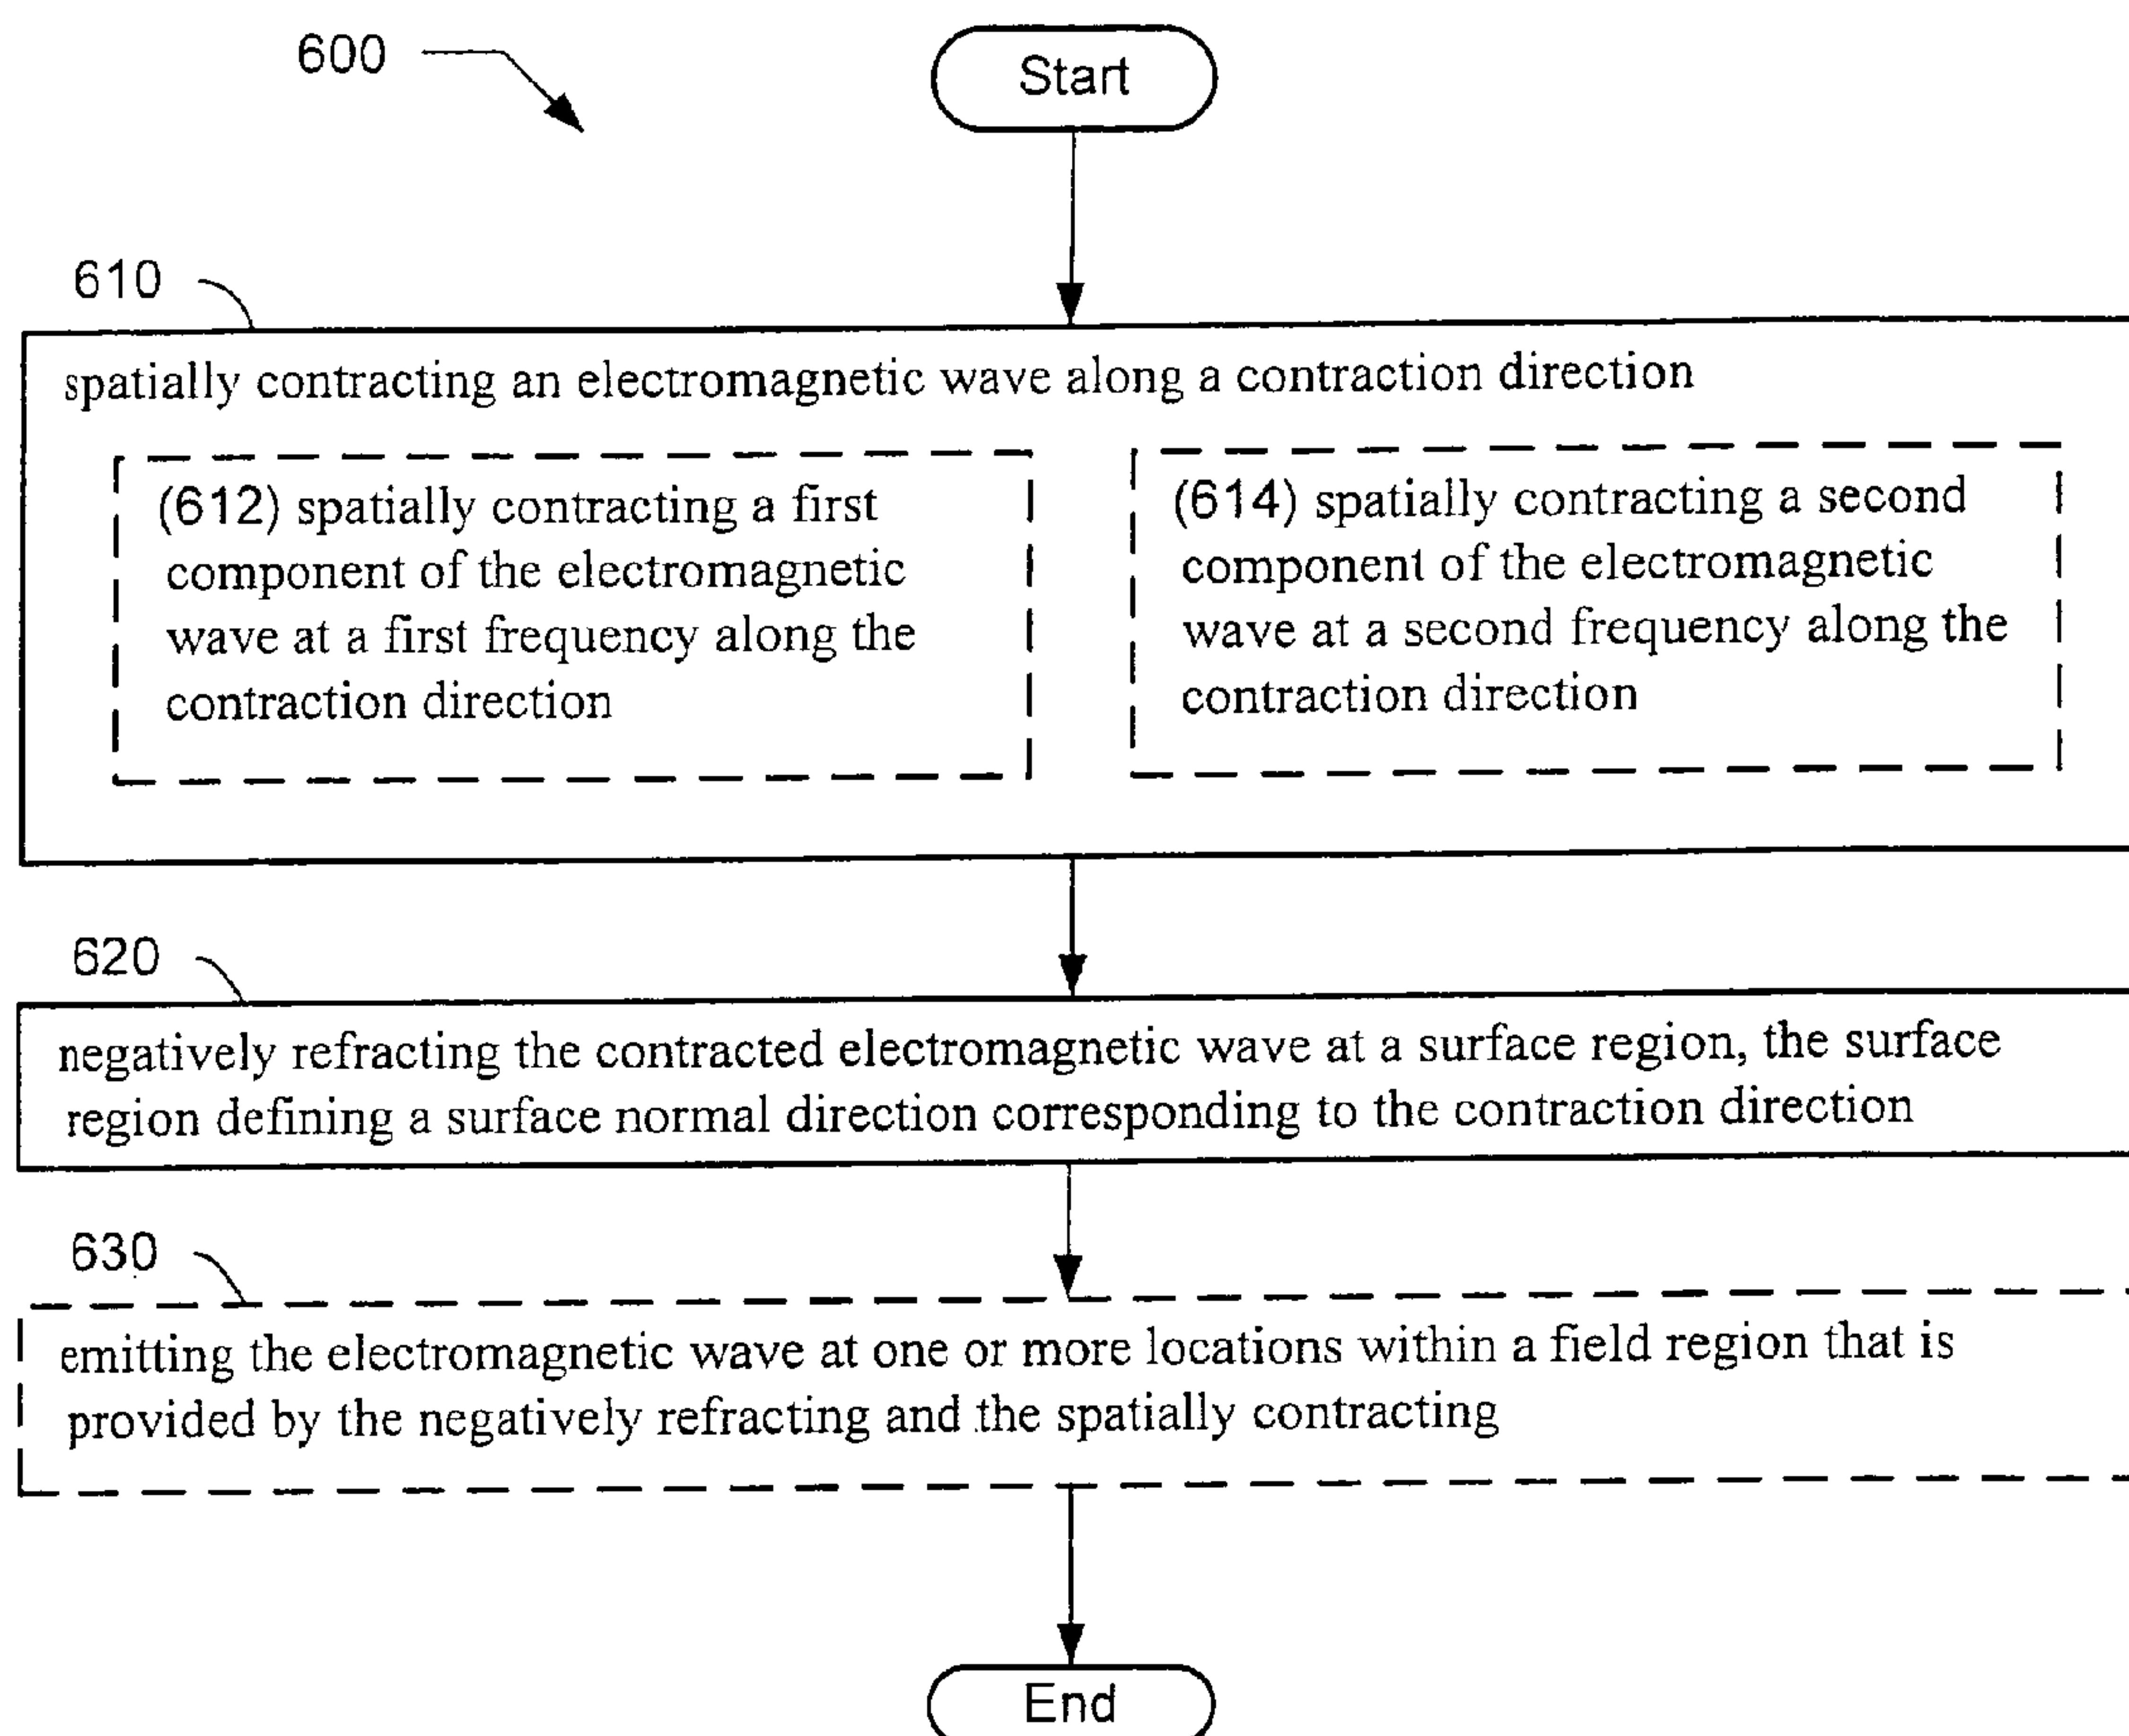 600
Start
610
spatially contracting an electromagnetic wave along a contraction direction
(612) spatially contracting a first
component of the electromagnetic
wave at a first frequency along the
contraction direction
(614) spatially contracting a second
component of the electromagnetic
wave at a second frequency along the
contraction direction
620
negatively refracting the contracted electromagnetic wave at a surface region, the surface
region defining a surface normal direction corresponding to the contraction direction
630
emitting the electromagnetic wave at one or more locations within a field region that is
provided by the negatively refracting and the spatially contracting
End